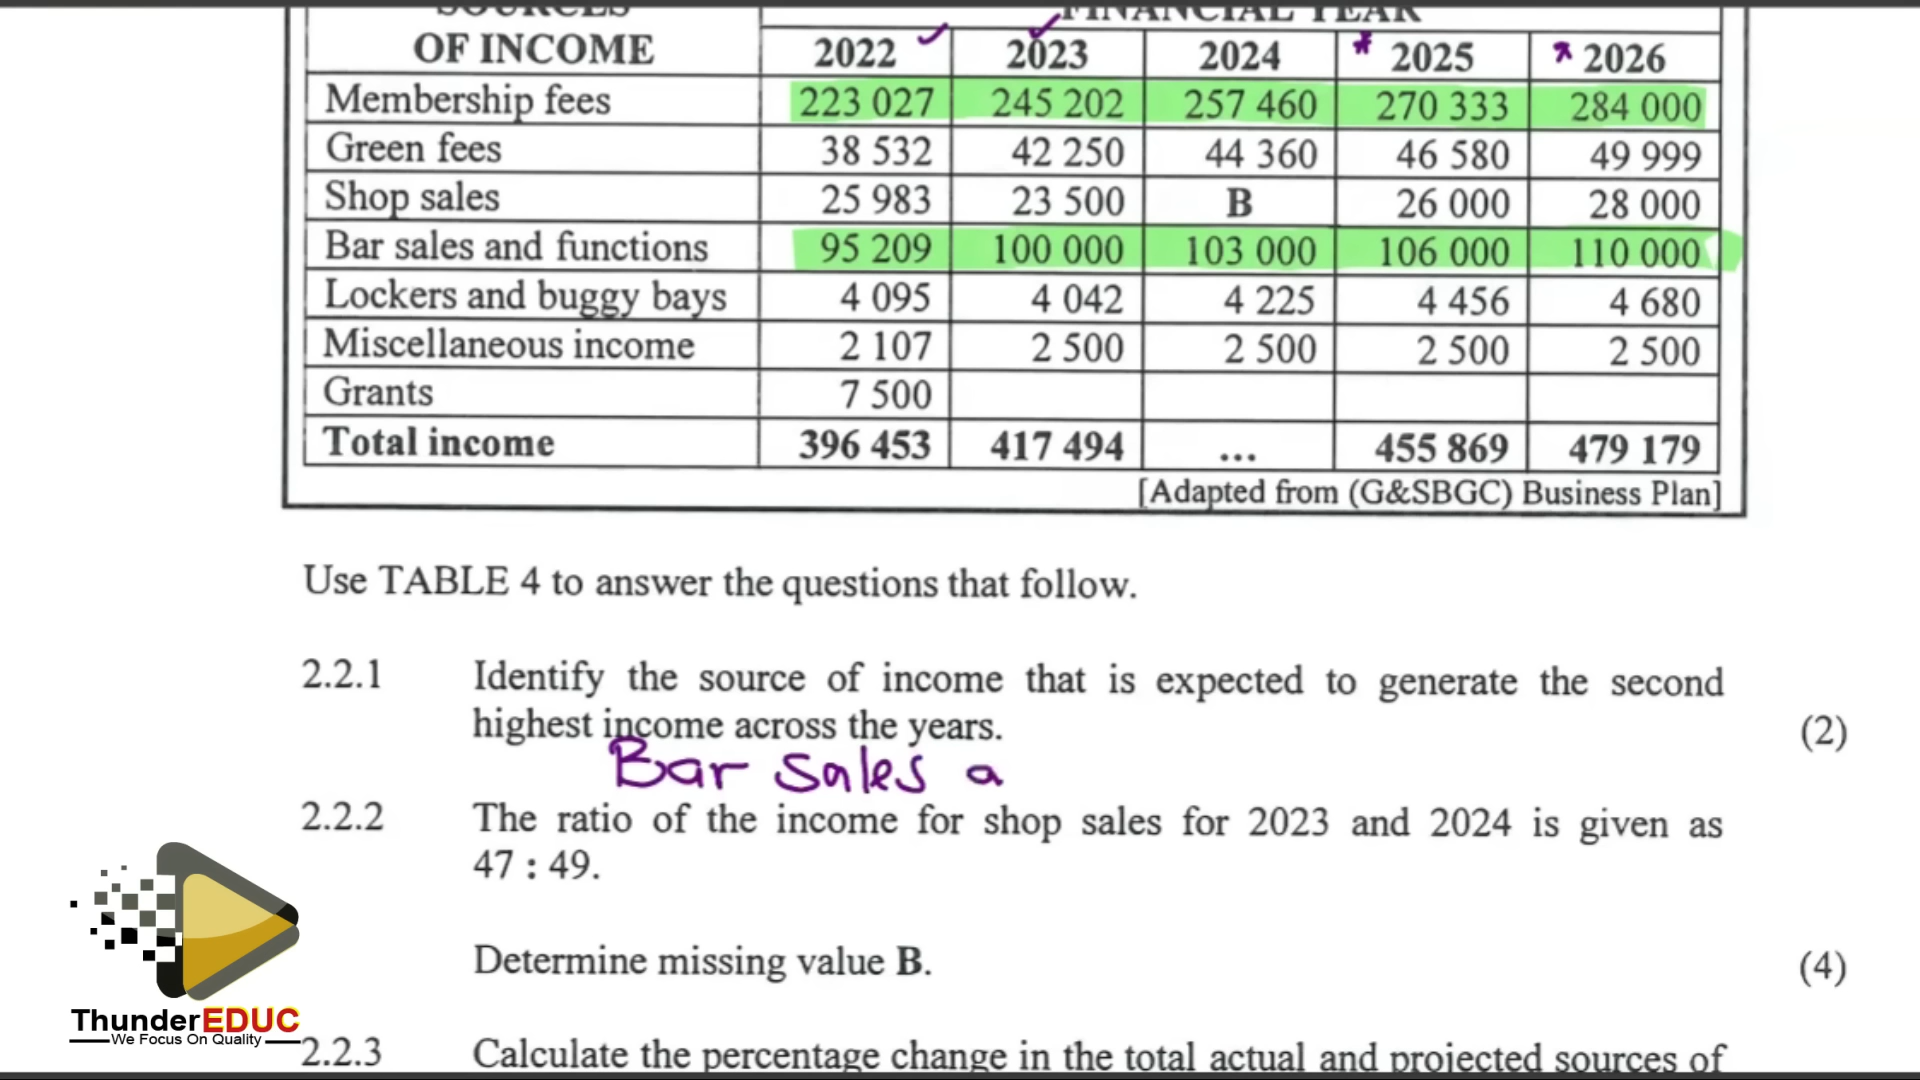 SOURCES FINANCIAL YEAR
OF INCOME 2022 2023 2024 * 2025 * 2026
Membership fees 223 027 245 202 257 460 270 333 284 000
Green fees 38 532 42 250 44 360 46 580 49 999
Shop sales 25 983 23 500 B 26 000 28 000
Bar sales and functions 95 209 100 000 103 000 106 000 110 000
Lockers and buggy bays 4 095 4 042 4 225 4 456 4 680
Miscellaneous income 2 107 2 500 2 500 2 500 2 500
Grants 7 500
Total income 396 453 417 494 ... 455 869 479 179
[Adapted from (G&SBGC) Business Plan]
Use TABLE 4 to answer the questions that follow.
2.2.1 Identify the source of income that is expected to generate the second
highest income across the years. (2)
Bar sales a
2.2.2 The ratio of the income for shop sales for 2023 and 2024 is given as
47 : 49.
Determine missing value B. (4)
ThunderEDUC
We Focus On Quality
2.2.3 Calculate the percentage change in the total actual and projected sources of